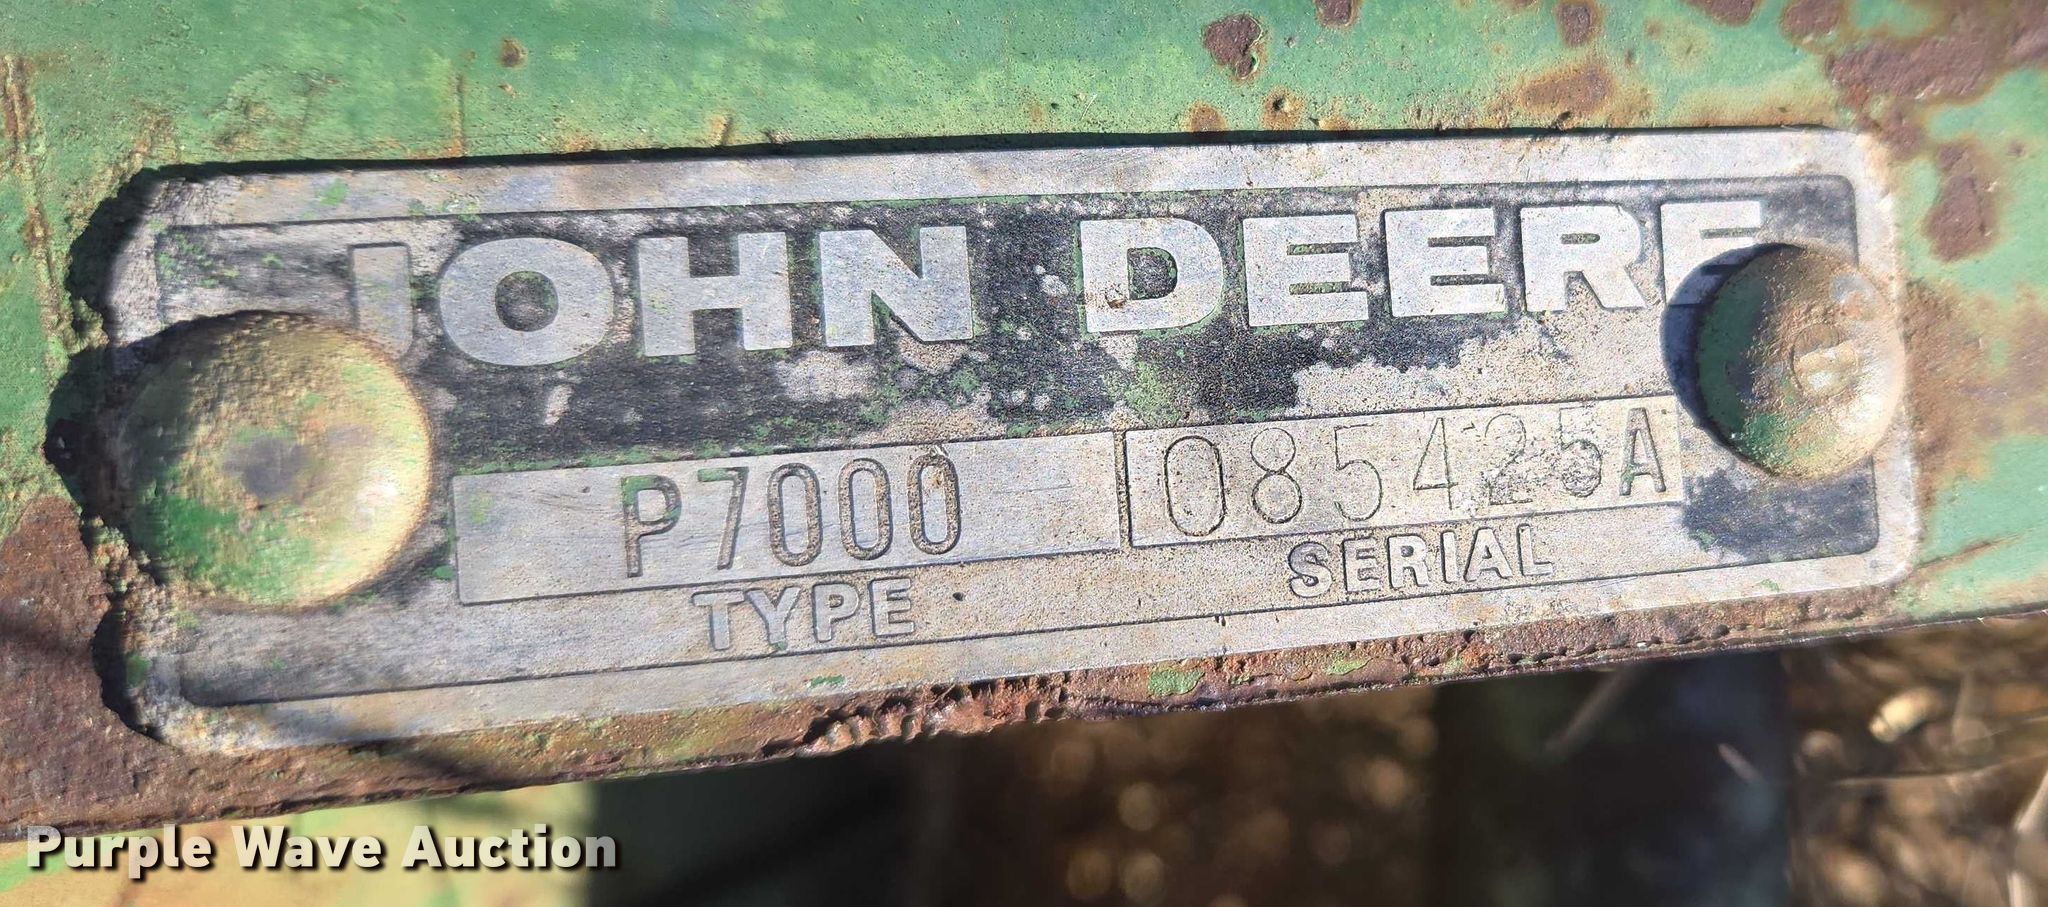 JOHN DEERE
P7000 085425A
TYPE SERIAL
Purple Wave Auction